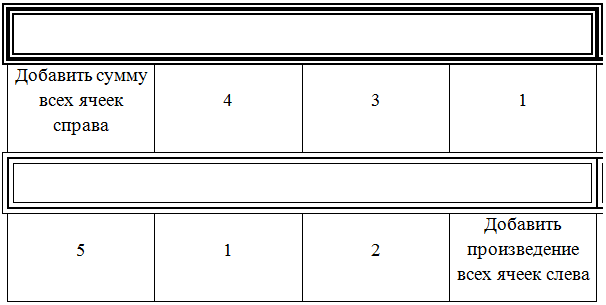 Добавить сумму
всех ячеек
справа
4
3
1
5
1
2
Добавить
произведение
всех ячеек слева